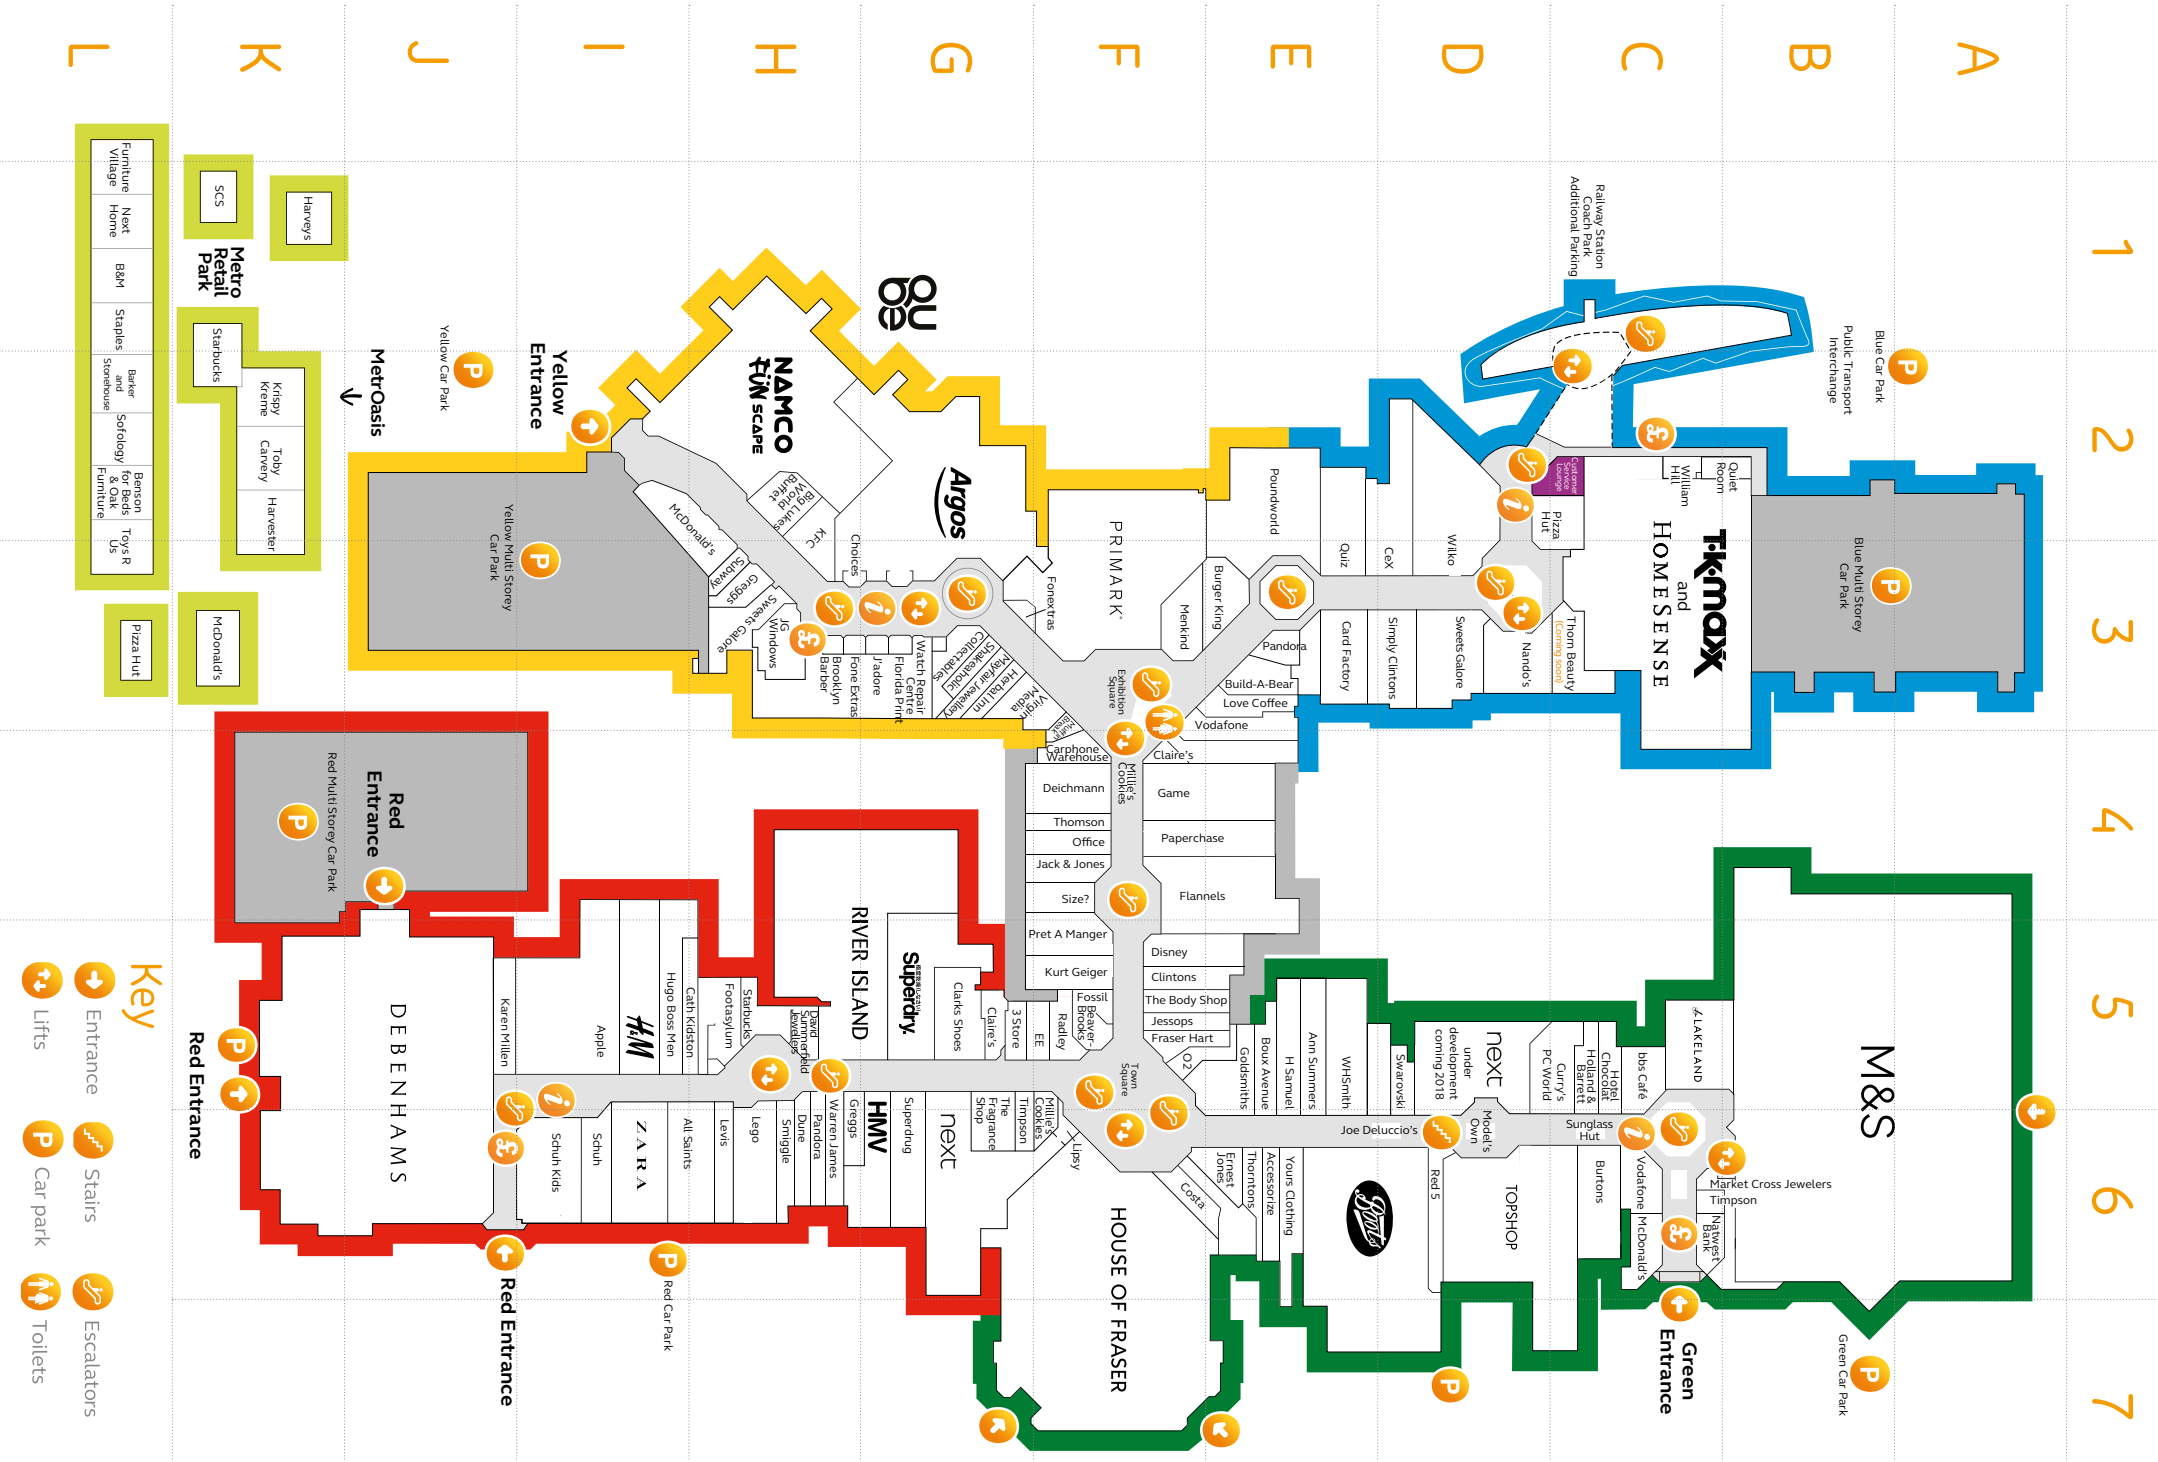 L
K
J
I
H
G
F
E
D
C
B
A
1
2
3
4
5
6
7
Furniture
Village
Next
Home
B&M
Staples
Barker
and
Stonehouse
Sofology
Benson
for Beds
& Oak
Furniture
Toys R
Us
Pizza Hut
SCS
Harveys
Metro
Retail
Park
Starbucks
Krispy
Kreme
Toby
Carvery
Harvester
McDonald's
MetrOasis
Yellow Car Park
P
Yellow
Entrance
Yellow Multi Storey
Car Park
P
NAMCO
FUNSCAPE
Big Lukes
World
Buffet
KFC
Choices
McDonald's
Subway
Greggs
Sweets Galore
JG
Windows
Brooklyn
Barber
Fone Extras
J'adore
Florida Print
Watch Repair
Centre
Collectables
Shakeaholic
Mayfair Jewellery
Herbal Inn
Virgin
Media
Muffin
Break
Argos
Fonextras
PRIMARK
Menkind
Burger King
Poundworld
Quiz
CeX
Wilko
Railway Station
Coach Park
Additional Parking
Public Transport
Interchange
Blue Car Park
P
Customer
Service
Lounge
Pizza
Hut
William
Hill
Quiet
Room
TK maxx
and
HOMESENSE
Blue Multi Storey
Car Park
P
Pandora
Build-A-Bear
Love Coffee
Vodafone
Claire's
Card Factory
Simply Clintons
Sweets Galore
Nando's
Thorn Beauty
(Coming soon)
Exhibition
Square
Carphone
Warehouse
Millie's
Cookies
Deichmann
Thomson
Office
Jack & Jones
Size?
Pret A Manger
Kurt Geiger
Fossil
Beaver-
Brooks
Radley
EE
3 Store
Claire's
Clarks Shoes
Game
Paperchase
Flannels
Disney
Clintons
The Body Shop
Jessops
Fraser Hart
O2
Goldsmiths
Boux Avenue
H Samuel
Ann Summers
WHSmith
Swarovski
next
under
development
coming 2018
Curry's
PC World
Holland &
Barrett
Hotel
Chocolat
bbs Café
LAKELAND
M&S
Red Multi Storey Car Park
P
Red
Entrance
DEBENHAMS
Karen Millen
Apple
H&M
Hugo Boss Men
Cath Kidston
Footasylum
Starbucks
David
Summerfield
Jewellers
RIVER ISLAND
Superdry.
Town
Square
Schuh Kids
Schuh
ZARA
All Saints
Levis
Lego
Smiggle
Dune
Pandora
Warren James
Greggs
HMV
Superdrug
next
The
Fragrance
Shop
Timpson
Millie's
Cookies
Lipsy
HOUSE OF FRASER
Costa
Ernest
Jones
Thorntons
Accessorize
Yours Clothing
Boots
Joe Deluccio's
Red 5
Model's
Own
TOPSHOP
Sunglass
Hut
Burtons
Vodafone
McDonald's
Market Cross Jewelers
Timpson
Natwest
Bank
Green
Entrance
Green Car Park
P
P
Red Entrance
P
Red Entrance
Red Car Park
P
Key
Entrance
Lifts
Stairs
Car park
P
Escalators
Toilets